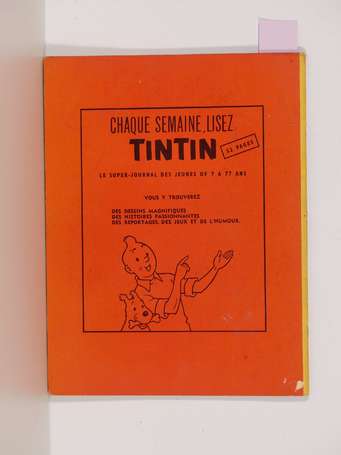 CHAQUE SEMAINE, LISEZ
TINTIN
52 PAGES
LE SUPER-JOURNAL DES JEUNES DE 7 A 77 ANS
VOUS Y TROUVEREZ
DES DESSINS MAGNIFIQUES
DES HISTOIRES PASSIONNANTES
DES REPORTAGES, DES JEUX ET DE L'HUMOUR.